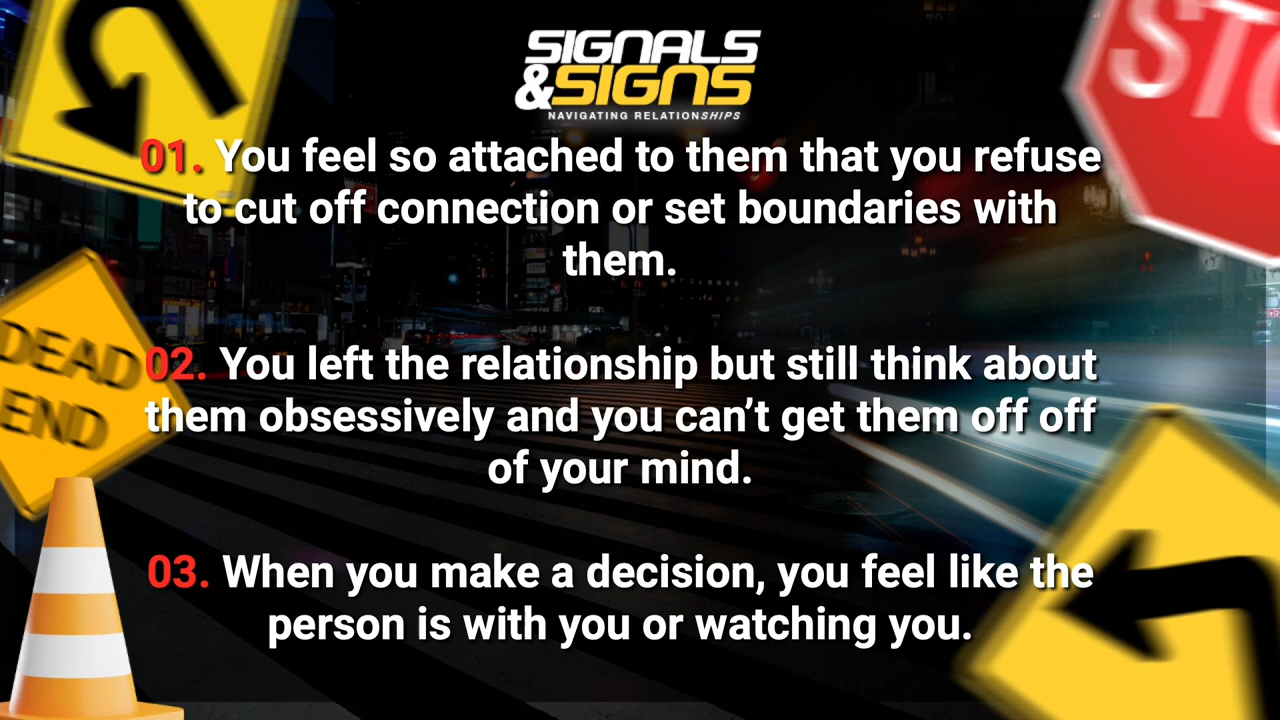 SIGNALS
&SIGNS
NAVIGATING RELATIONSHIPS
STO
01. You feel so attached to them that you refuse
to cut off connection or set boundaries with
them.
DEAD
END
02. You left the relationship but still think about
them obsessively and you can’t get them off off
of your mind.
03. When you make a decision, you feel like the
person is with you or watching you.